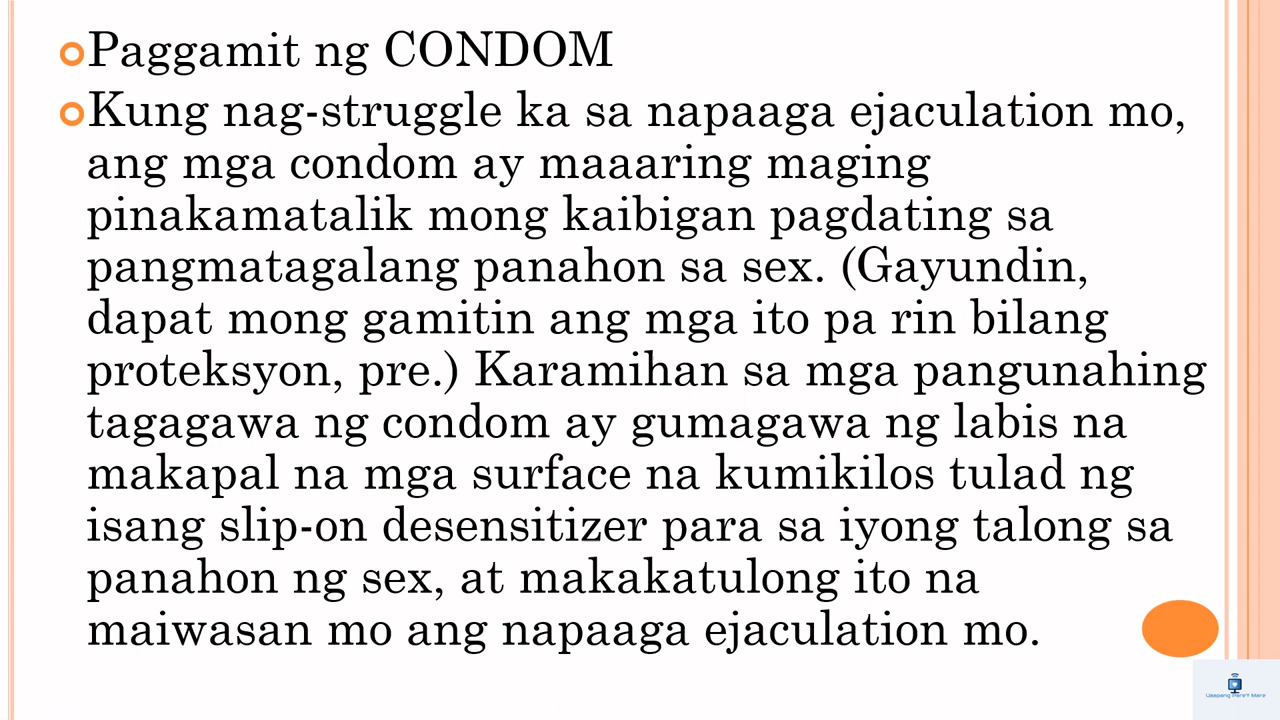 Paggamit ng CONDOM
Kung nag-struggle ka sa napaaga ejaculation mo,
ang mga condom ay maaaring maging
pinakamatalik mong kaibigan pagdating sa
pangmatagalang panahon sa sex. (Gayundin,
dapat mong gamitin ang mga ito pa rin bilang
proteksyon, pre.) Karamihan sa mga pangunahing
tagagawa ng condom ay gumagawa ng labis na
makapal na mga surface na kumikilos tulad ng
isang slip-on desensitizer para sa iyong talong sa
panahon ng sex, at makakatulong ito na
maiwasan mo ang napaaga ejaculation mo.